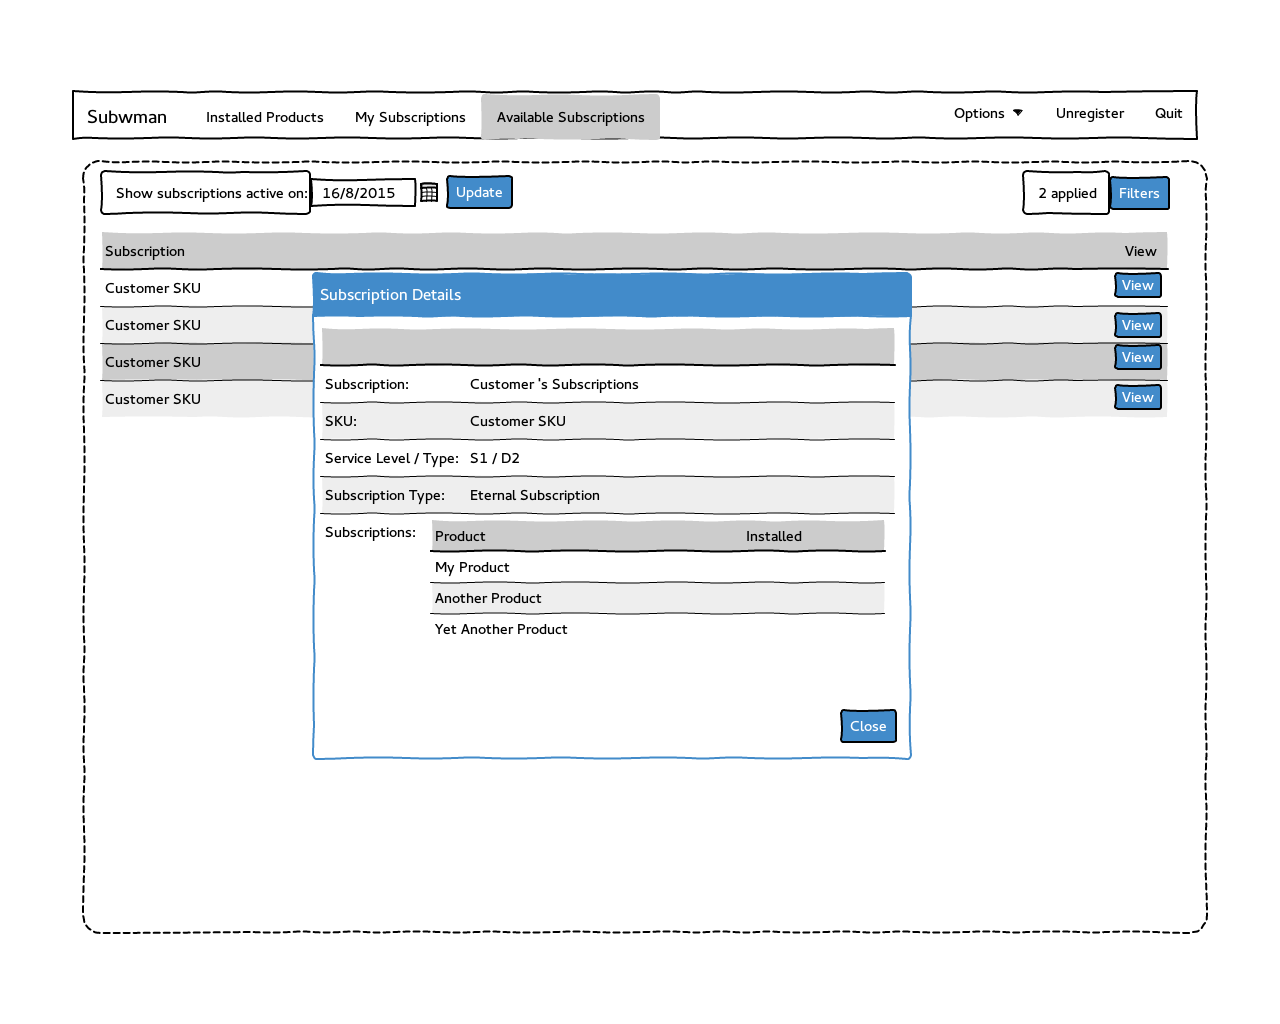 Subwman Installed Products My Subscriptions Available Subscriptions Options Unregister Quit
Show subscriptions active on: 16/8/2015 Update 2 applied Filters
Subscription View
Customer SKU View
Customer SKU View
Customer SKU View
Customer SKU View
Subscription Details
Subscription: Customer 's Subscriptions
SKU: Customer SKU
Service Level / Type: S1 / D2
Subscription Type: Eternal Subscription
Subscriptions: Product Installed
My Product
Another Product
Yet Another Product
Close